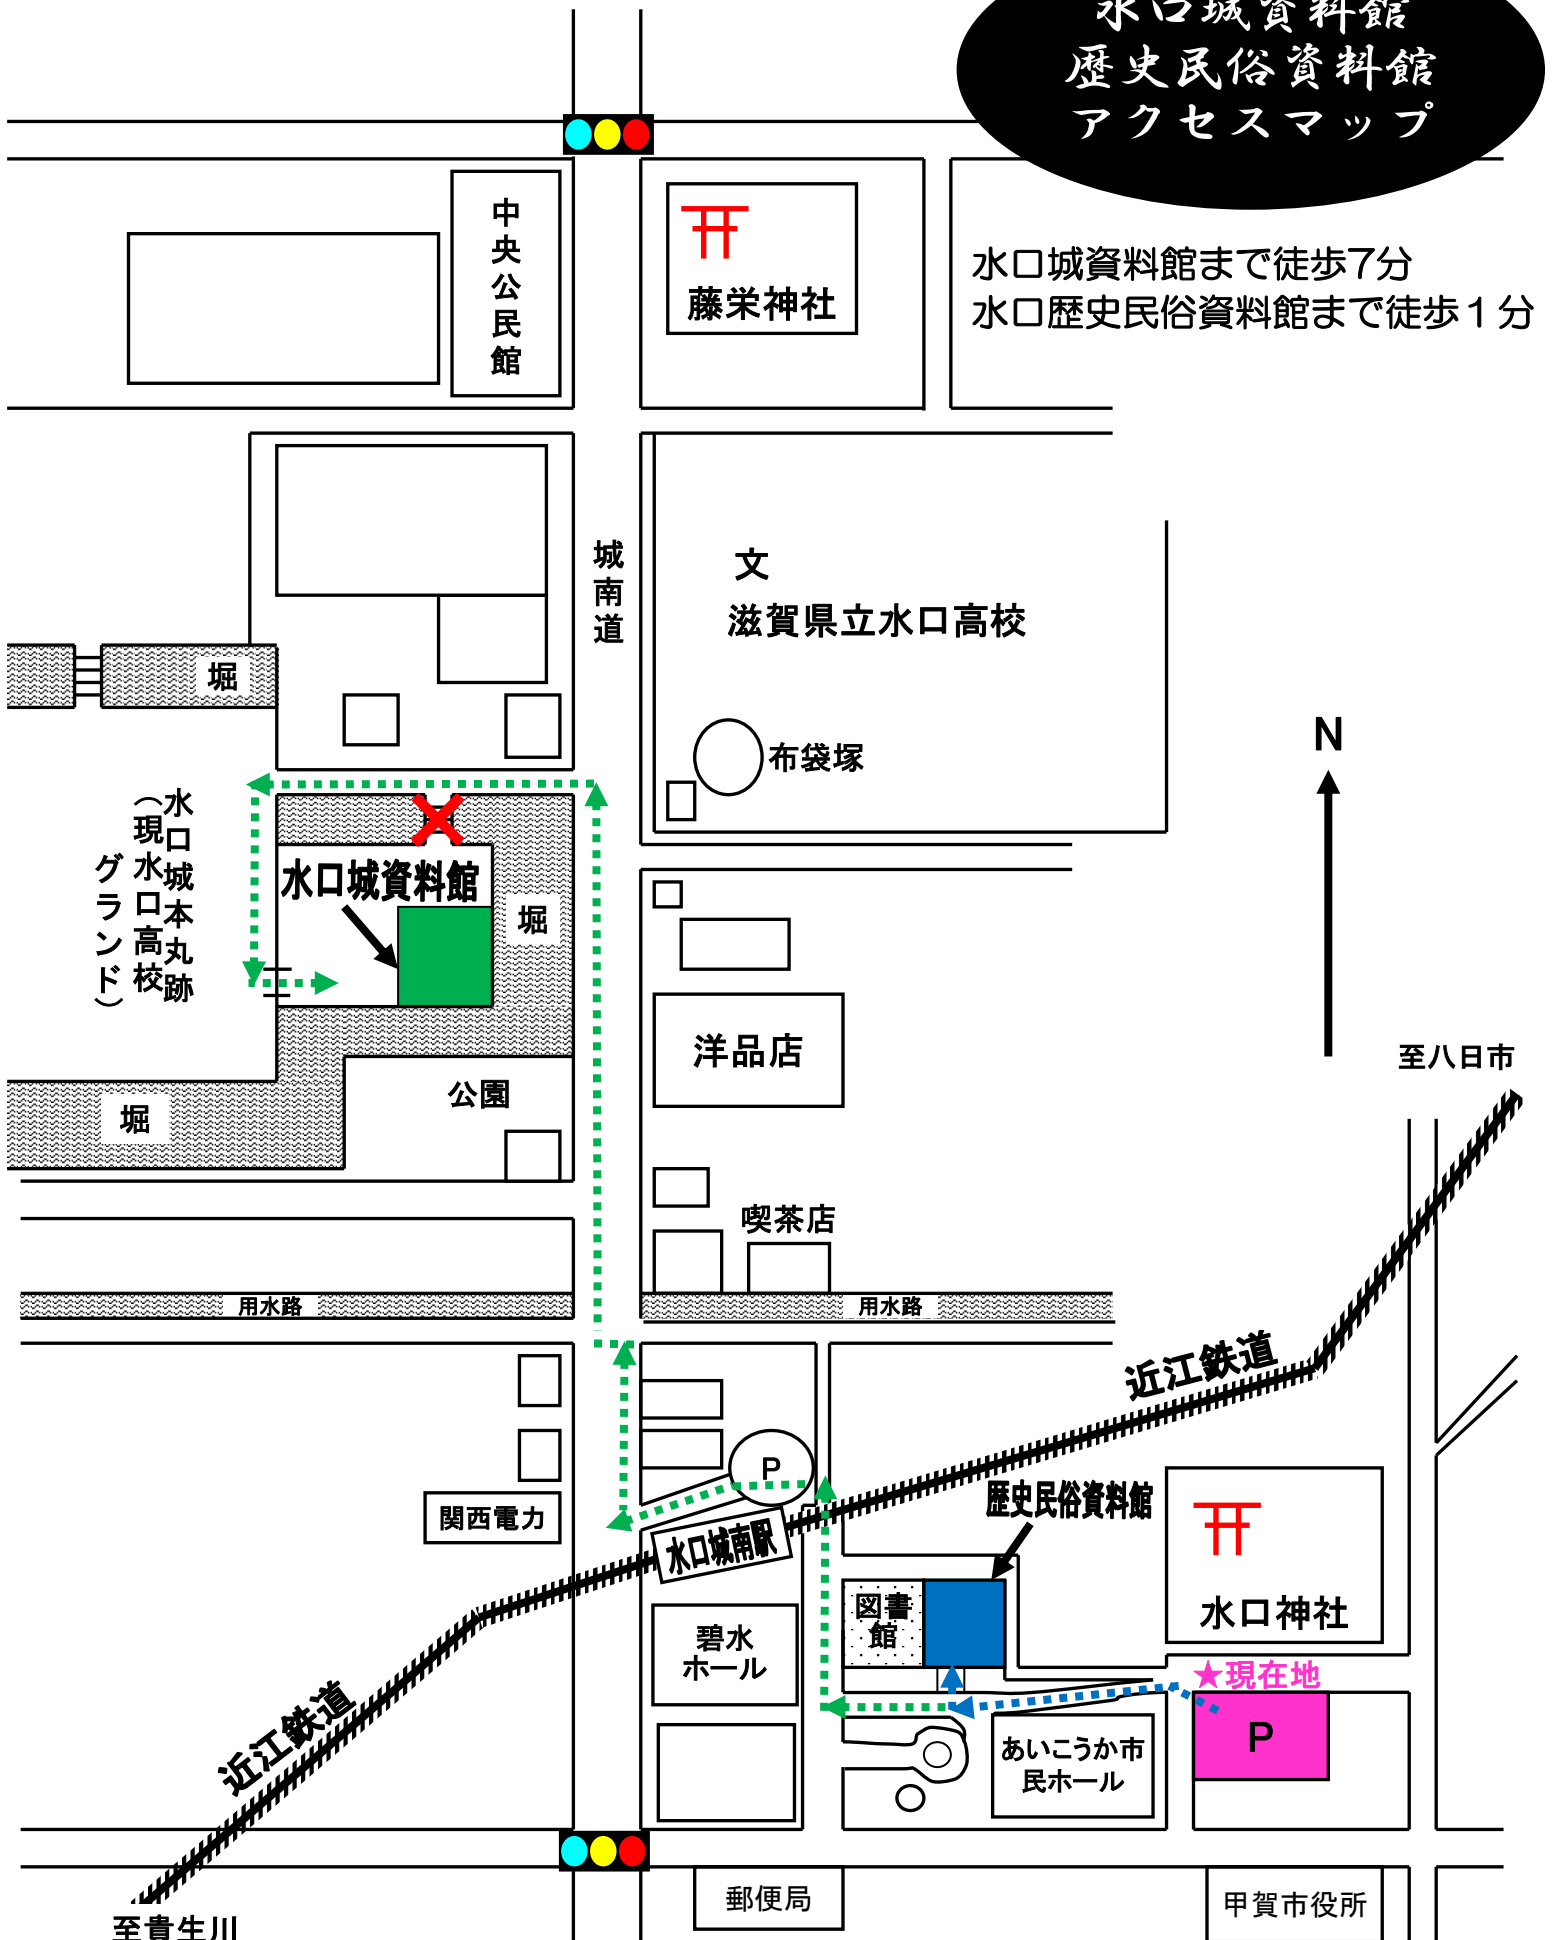 水口城資料館
歴史民俗資料館
アクセスマップ
水口城資料館まで徒歩7分
水口歴史民俗資料館まで徒歩１分
中央公民館
藤栄神社
城南道
文
滋賀県立水口高校
堀
布袋塚
N
水口城本丸跡
（現水口高校
グランド）
水口城資料館
堀
洋品店
至八日市
公園
堀
喫茶店
用水路
用水路
近江鉄道
P
関西電力
歴史民俗資料館
水口城南駅
図書
館
水口神社
碧水
ホール
★現在地
P
あいこうか市
民ホール
近江鉄道
郵便局
甲賀市役所
至貴生川